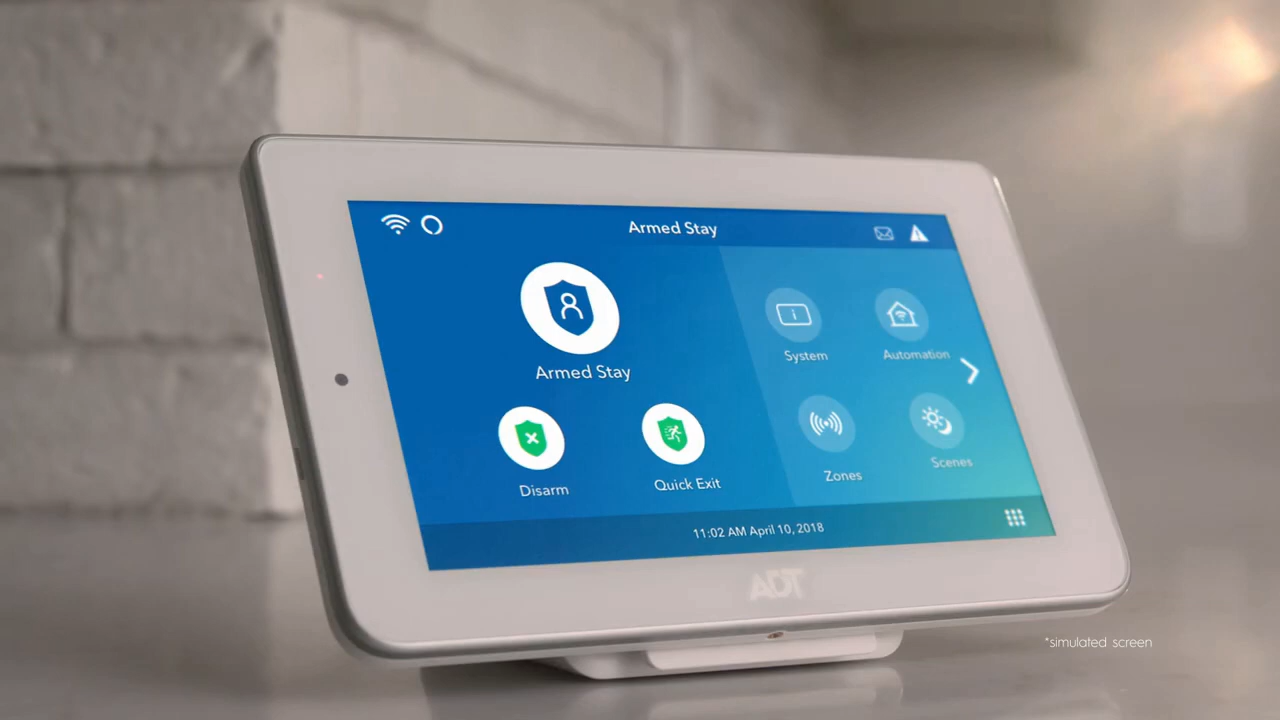 Armed Stay
Armed Stay
Disarm
Quick Exit
System
Automation
Zones
Scenes
11:02 AM April 10, 2018
ADT
*simulated screen